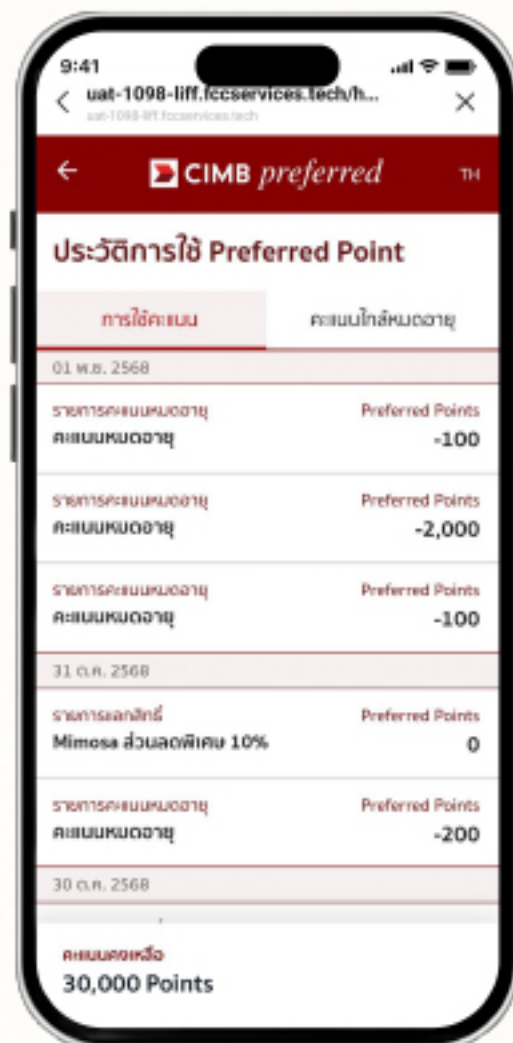 9:41
uat-1098-liff.fccservices.tech/h...
uat-1098-liff.fccservices.tech
CIMB preferred TH
ประวัติการใช้ Preferred Point
การใช้คะแนน คะแนนใกล้หมดอายุ
01 พ.ย. 2568
รายการคะแนนหมดอายุ Preferred Points
คะแนนหมดอายุ -100
รายการคะแนนหมดอายุ Preferred Points
คะแนนหมดอายุ -2,000
รายการคะแนนหมดอายุ Preferred Points
คะแนนหมดอายุ -100
31 ต.ค. 2568
รายการแลกสิทธิ์ Preferred Points
Mimosa ส่วนลดพิเศษ 10% 0
รายการคะแนนหมดอายุ Preferred Points
คะแนนหมดอายุ -200
30 ต.ค. 2568
คะแนนคงเหลือ
30,000 Points